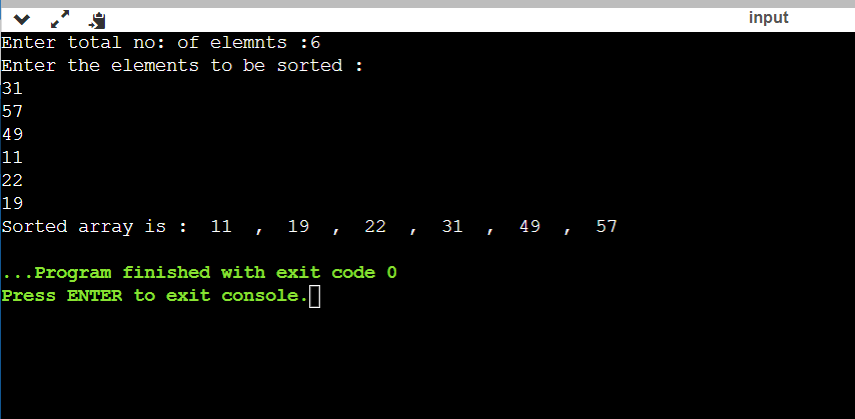 input
Enter total no: of elemnts :6
Enter the elements to be sorted :
31
57
49
11
22
19
Sorted array is :  11  ,  19  ,  22  ,  31  ,  49  ,  57
...Program finished with exit code 0
Press ENTER to exit console.